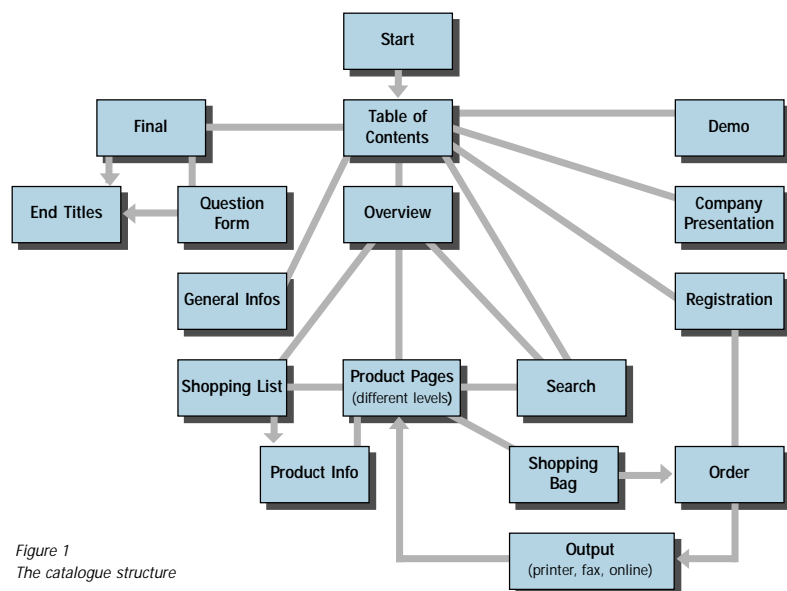 Start
Final
Table of
Contents
Demo
End Titles
Question
Form
Overview
Company
Presentation
General Infos
Registration
Shopping List
Product Pages
(different levels)
Search
Product Info
Shopping
Bag
Order
Output
(printer, fax, online)
Figure 1
The catalogue structure